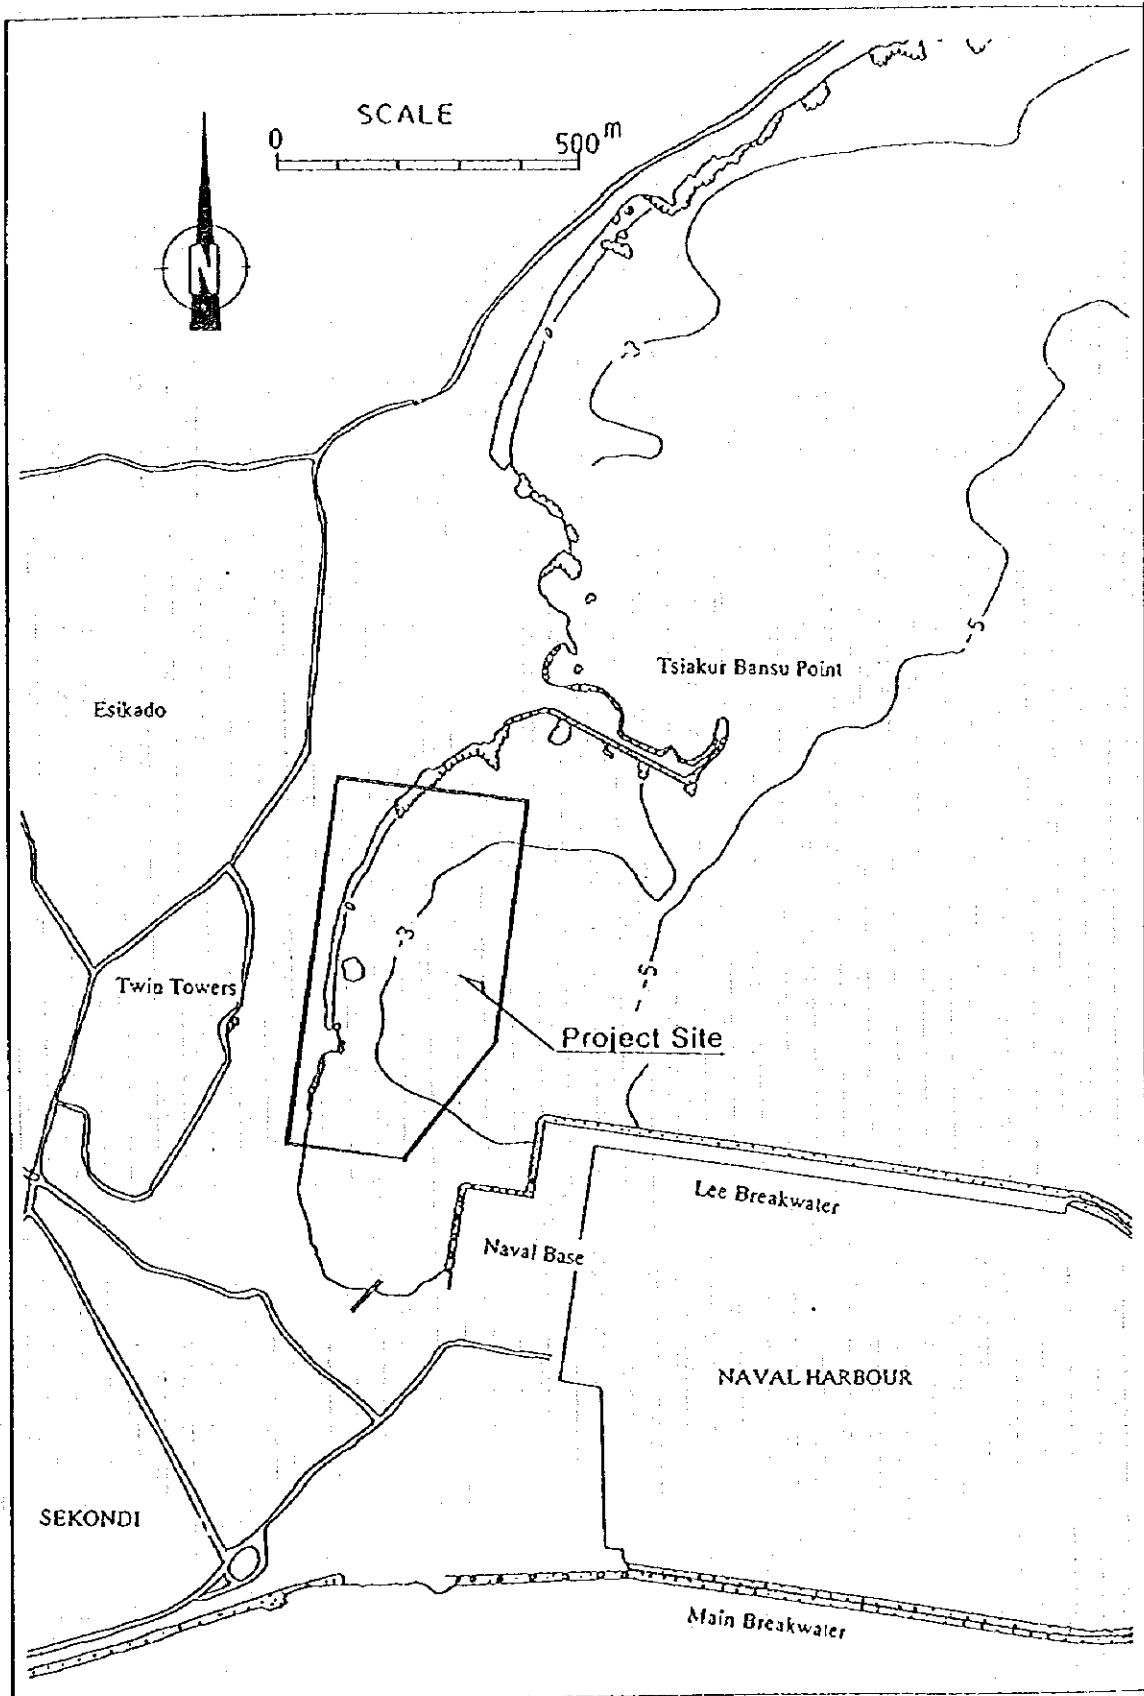 SCALE
0 500m
N
-3
-5
Tsiakur Bansu Point
Esikado
-3
-5
Twin Towers
Project Site
Lee Breakwater
Naval Base
NAVAL HARBOUR
SEKONDI
Main Breakwater